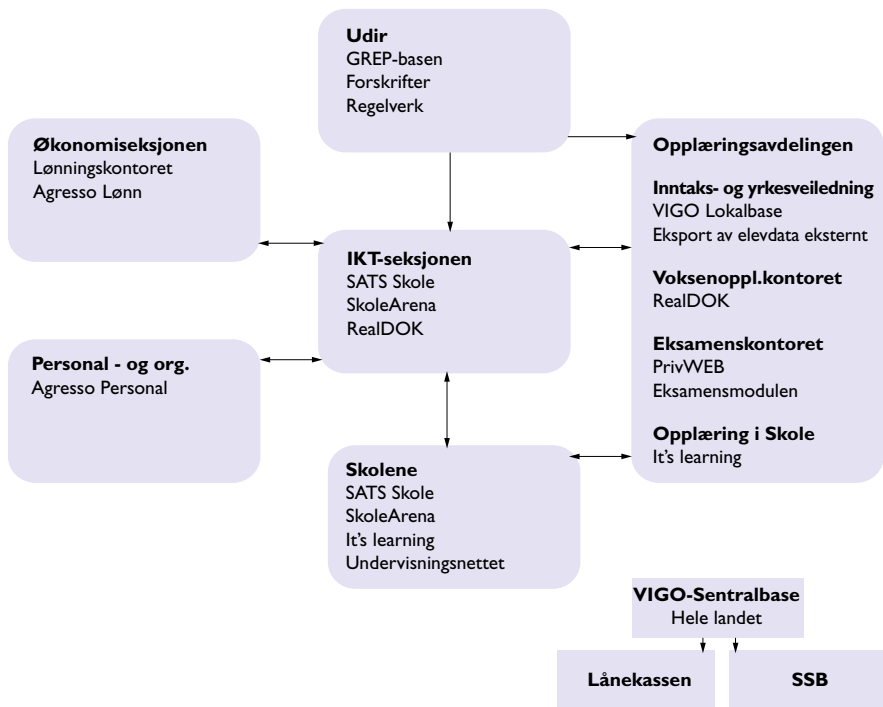 Udir
GREP-basen
Forskrifter
Regelverk
Økonomiseksjonen
Lønningskontoret
Agresso Lønn
Opplæringsavdelingen
Inntaks- og yrkesveiledning
VIGO Lokalbase
Eksport av elevdata eksternt
Voksenoppl.kontoret
RealDOK
Eksamenskontoret
PrivWEB
Eksamensmodulen
Opplæring i Skole
It's learning
IKT-seksjonen
SATS Skole
SkoleArena
RealDOK
Personal - og org.
Agresso Personal
Skolene
SATS Skole
SkoleArena
It's learning
Undervisningsnettet
VIGO-Sentralbase
Hele landet
Lånekassen
SSB